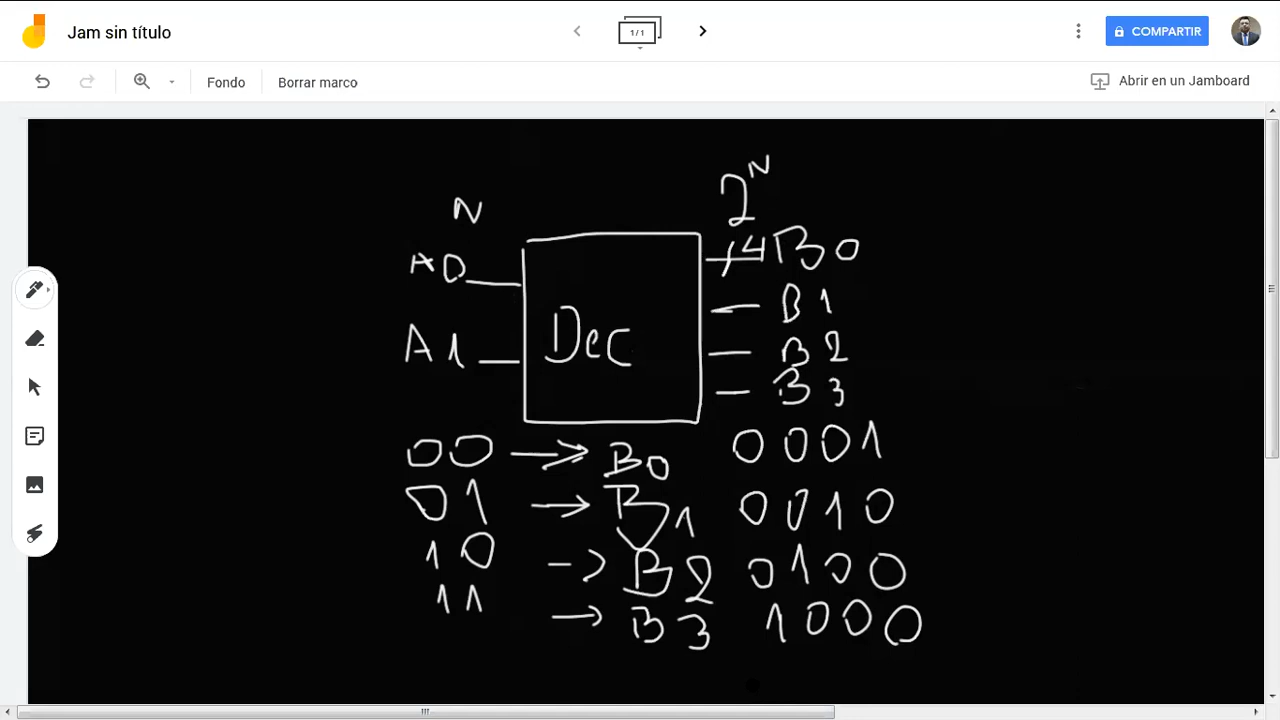 Jam sin título
1/1
COMPARTIR
Fondo
Borrar marco
Abrir en un Jamboard
N
2^N
A0
4 B0
A1
Dec
B1
B2
B3
00 → B0 0001
01 → B1 0010
10 → B2 0100
11 → B3 1000